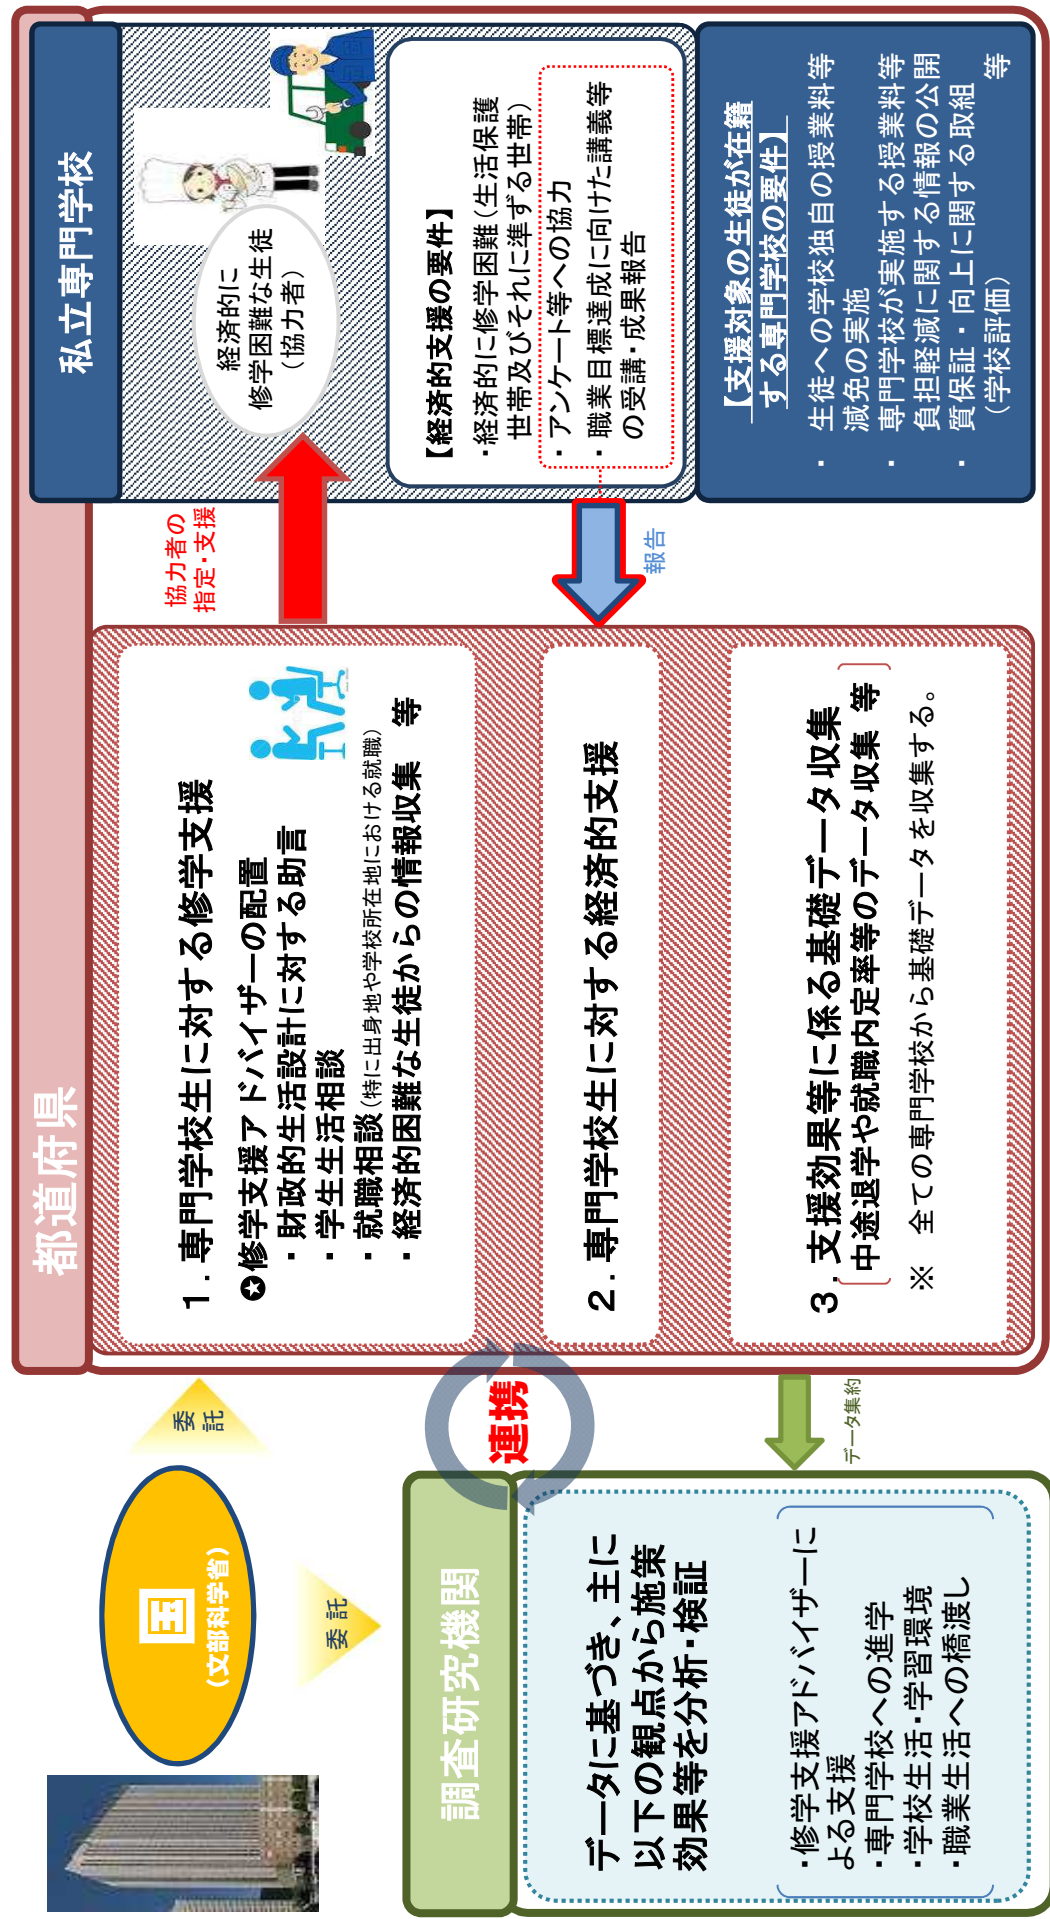 国
（文部科学省）
委託
委託
調査研究機関
データに基づき、主に
以下の観点から施策
効果等を分析・検証
・修学支援アドバイザーに
よる支援
・専門学校への進学
・学校生活・学習環境
・職業生活への橋渡し
連携
データ集約
都道府県
１．専門学校生に対する修学支援
✪修学支援アドバイザーの配置
・財政的生活設計に対する助言
・学生生活相談
・就職相談（特に出身地や学校所在地における就職）
・経済的困難な生徒からの情報収集　等
２．専門学校生に対する経済的支援
３．支援効果等に係る基礎データ収集
中途退学や就職内定率等のデータ収集 等
※　全ての専門学校から基礎データを収集する。
協力者の
指定・支援
報告
私立専門学校
経済的に
修学困難な生徒
（協力者）
【経済的支援の要件】
・経済的に修学困難（生活保護
世帯及びそれに準ずる世帯）
・アンケート等への協力
・職業目標達成に向けた講義等
の受講・成果報告
【支援対象の生徒が在籍
する専門学校の要件】
・生徒への学校独自の授業料等
減免の実施
・専門学校が実施する授業料等
負担軽減に関する情報の公開
・質保証・向上に関する取組
（学校評価）　等